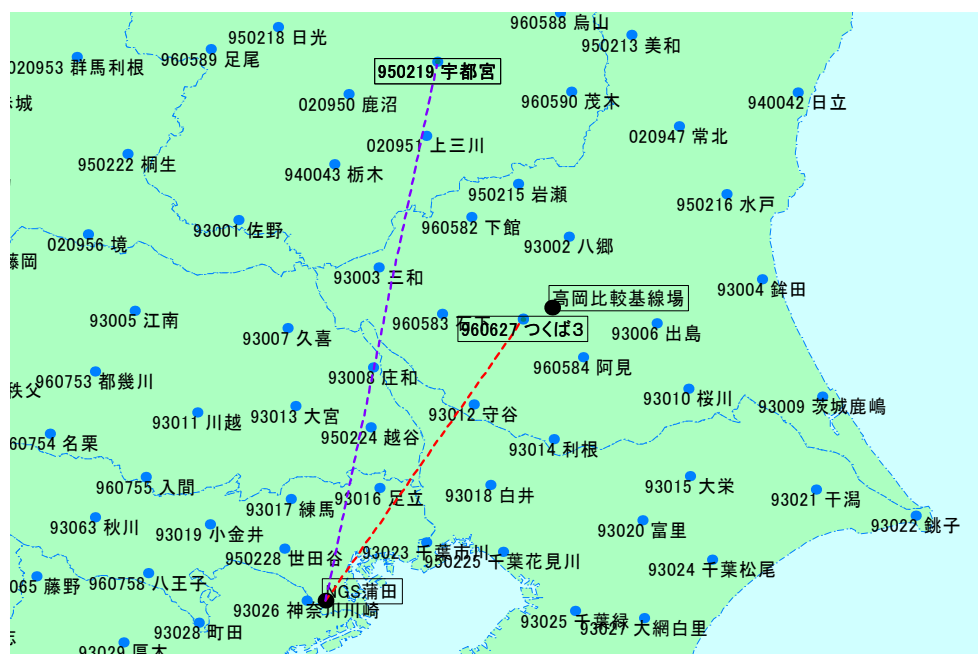 960588 烏山
950218 日光
950213 美和
960589 足尾
020953 群馬利根
950219 宇都宮
020950 鹿沼
960590 茂木
940042 日立
020951 上三川
020947 常北
950222 桐生
940043 栃木
950215 岩瀬
950216 水戸
93001 佐野
960582 下館
020956 境
93002 八郷
藤岡
93003 三和
93004 鉾田
高岡比較基線場
93005 江南
960583 石下
960627 つくば3
93006 出島
93007 久喜
960584 阿見
93008 庄和
960753 都幾川
秩父
93010 桜川
93009 茨城鹿嶋
93011 川越
93013 大宮
93012 守谷
950224 越谷
60754 名栗
93014 利根
960755 入間
93017 練馬
93016 足立
93018 白井
93015 大栄
93021 干潟
93063 秋川
93019 小金井
93020 富里
93022 銚子
950228 世田谷
93023 千葉市川
950225 千葉花見川
93024 千葉松尾
065 藤野
960758 八王子
NGS蒲田
93026 神奈川川崎
93025 千葉緑
93027 大網白里
93028 町田
93029 厚木